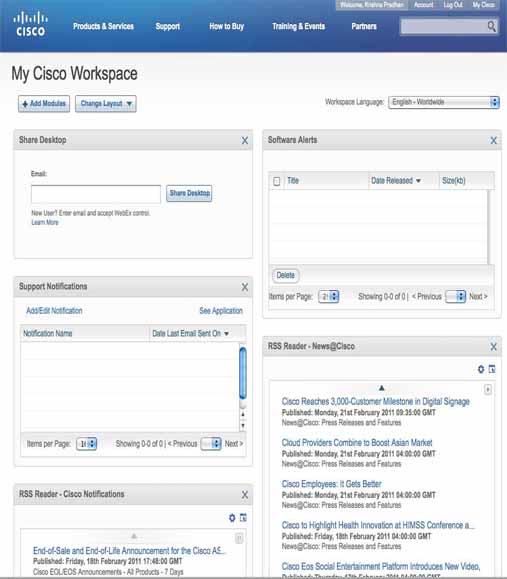 Welcome, Krishna Pradhan Account Log Out My Cisco
CISCO
Products & Services Support How to Buy Training & Events Partners
My Cisco Workspace
+ Add Modules Change Layout
Workspace Language: English - Worldwide
Share Desktop
Email:
Share Desktop
New User? Enter email and accept WebEx control.
Learn More
Support Notifications
Add/Edit Notification See Application
Notification Name Date Last Email Sent On
Items per Page: Showing 0-0 of 0 | < Previous Next >
RSS Reader - Cisco Notifications
End-of-Sale and End-of-Life Announcement for the Cisco AS...
Published: Friday, 18th February 2011 17:48:00 GMT
Cisco EOL/EOS Announcements - All Products - 7 Days
Software Alerts
Title Date Released Size(kb)
Delete
Items per Page: Showing 0-0 of 0 | < Previous Next >
RSS Reader - News@Cisco
Cisco Reaches 3,000-Customer Milestone in Digital Signage
Published: Monday, 21st February 2011 09:35:00 GMT
News@Cisco: Press Releases and Features
Cloud Providers Combine to Boost Asian Market
Published: Monday, 21st February 2011 04:00:00 GMT
News@Cisco: Press Releases and Features
Cisco Employees: It Gets Better
Published: Monday, 21st February 2011 04:00:00 GMT
News@Cisco: Press Releases and Features
Cisco to Highlight Health Innovation at HIMSS Conference a...
Published: Friday, 18th February 2011 04:00:00 GMT
News@Cisco: Press Releases and Features
Cisco Eos Social Entertainment Platform Introduces New Video,